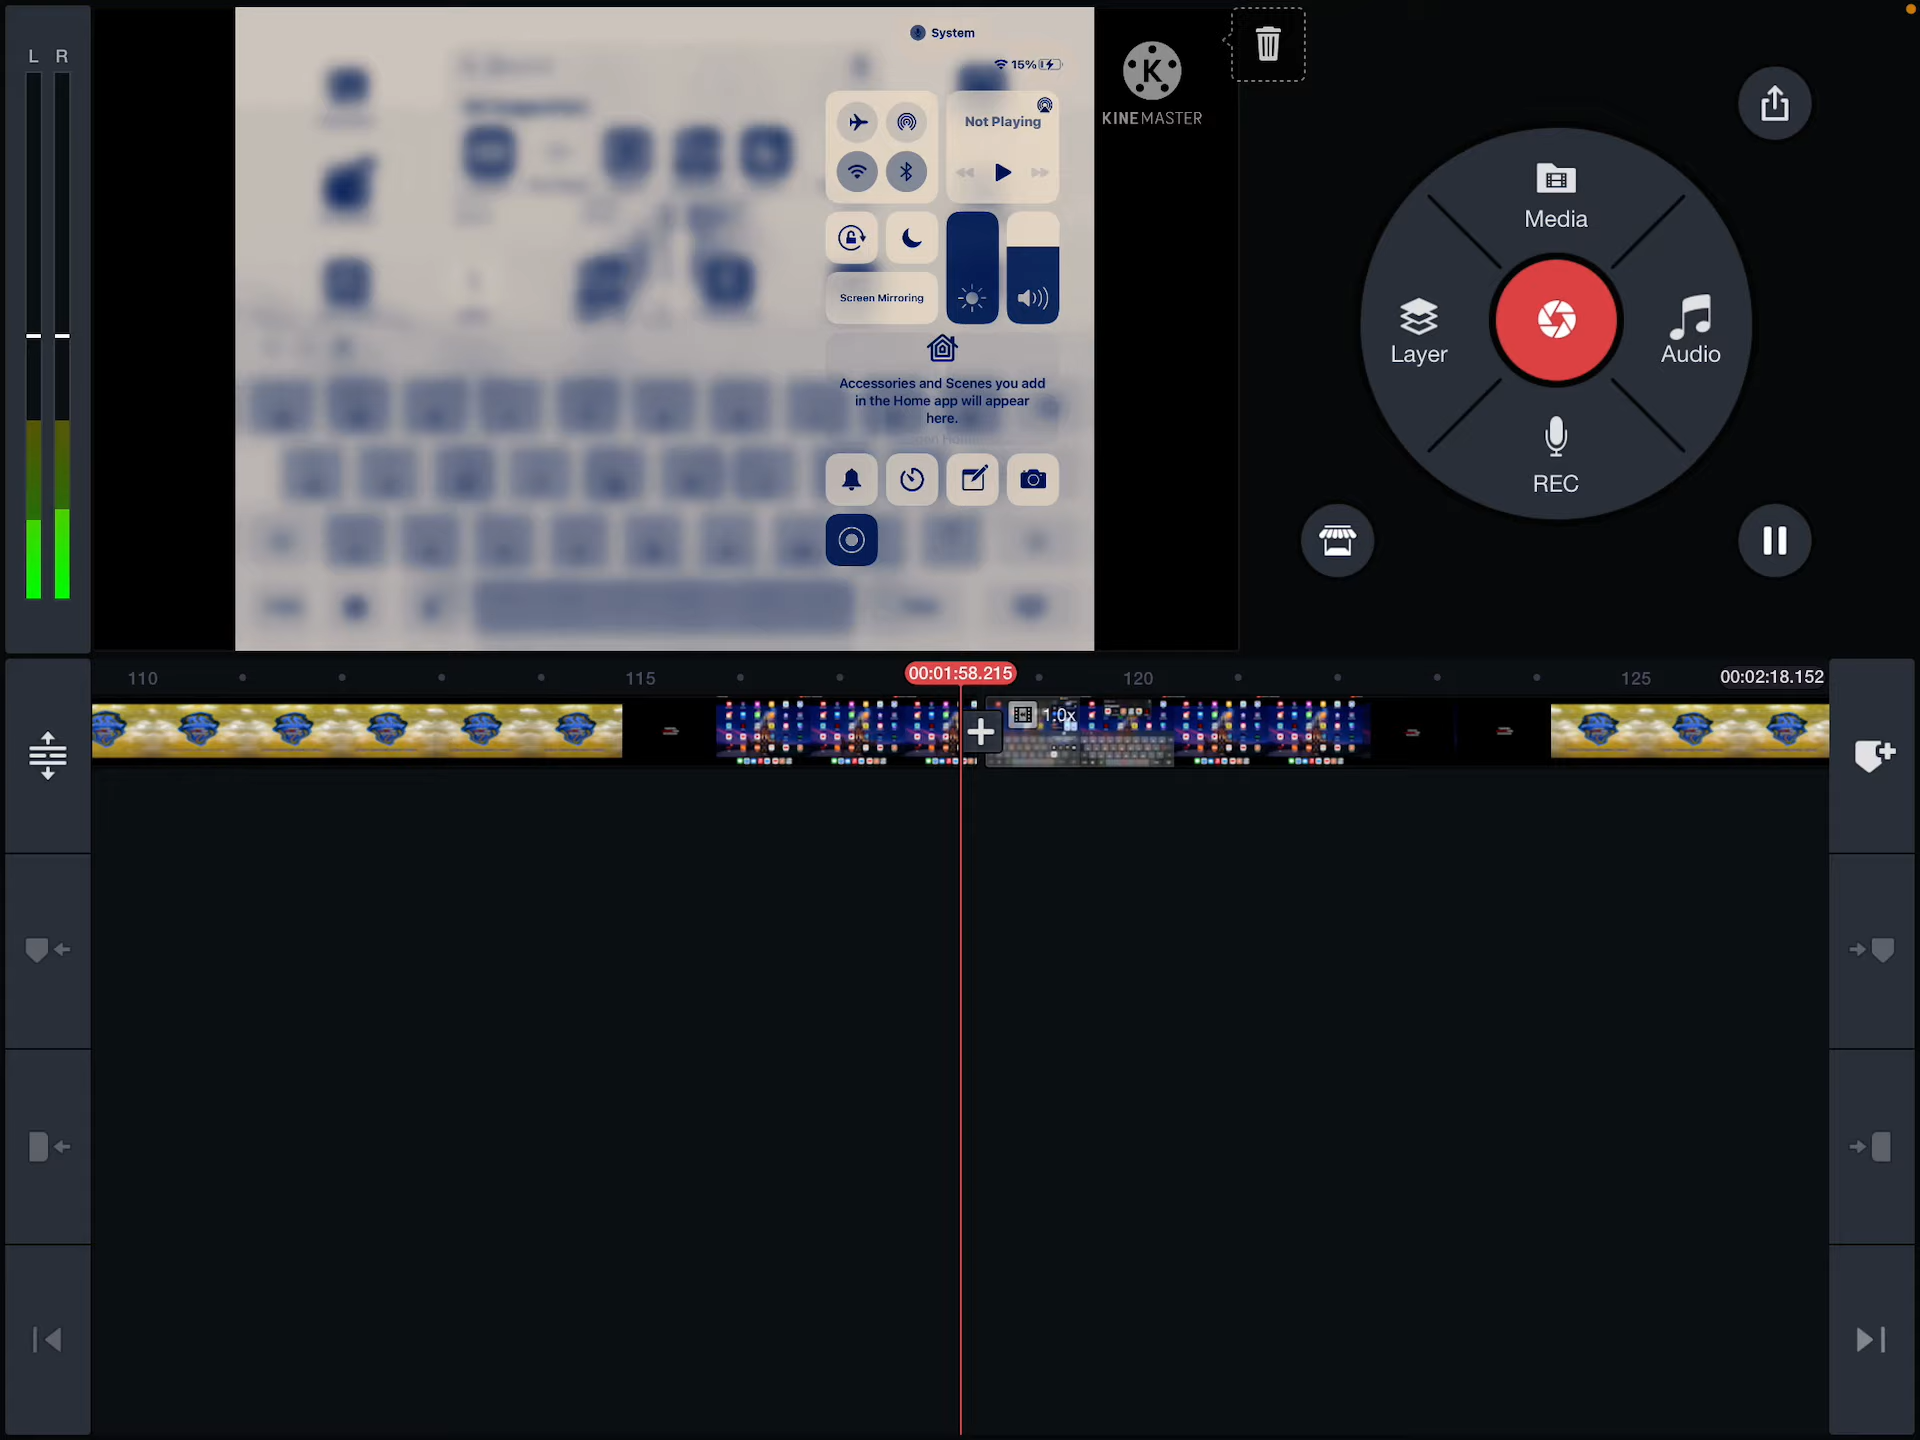 L R
System
15%
Not Playing
KINEMASTER
Screen Mirroring
Accessories and Scenes you add
in the Home app will appear
here.
Media
Layer
Audio
REC
110
115
00:01:58.215
120
125
00:02:18.152
1.0x